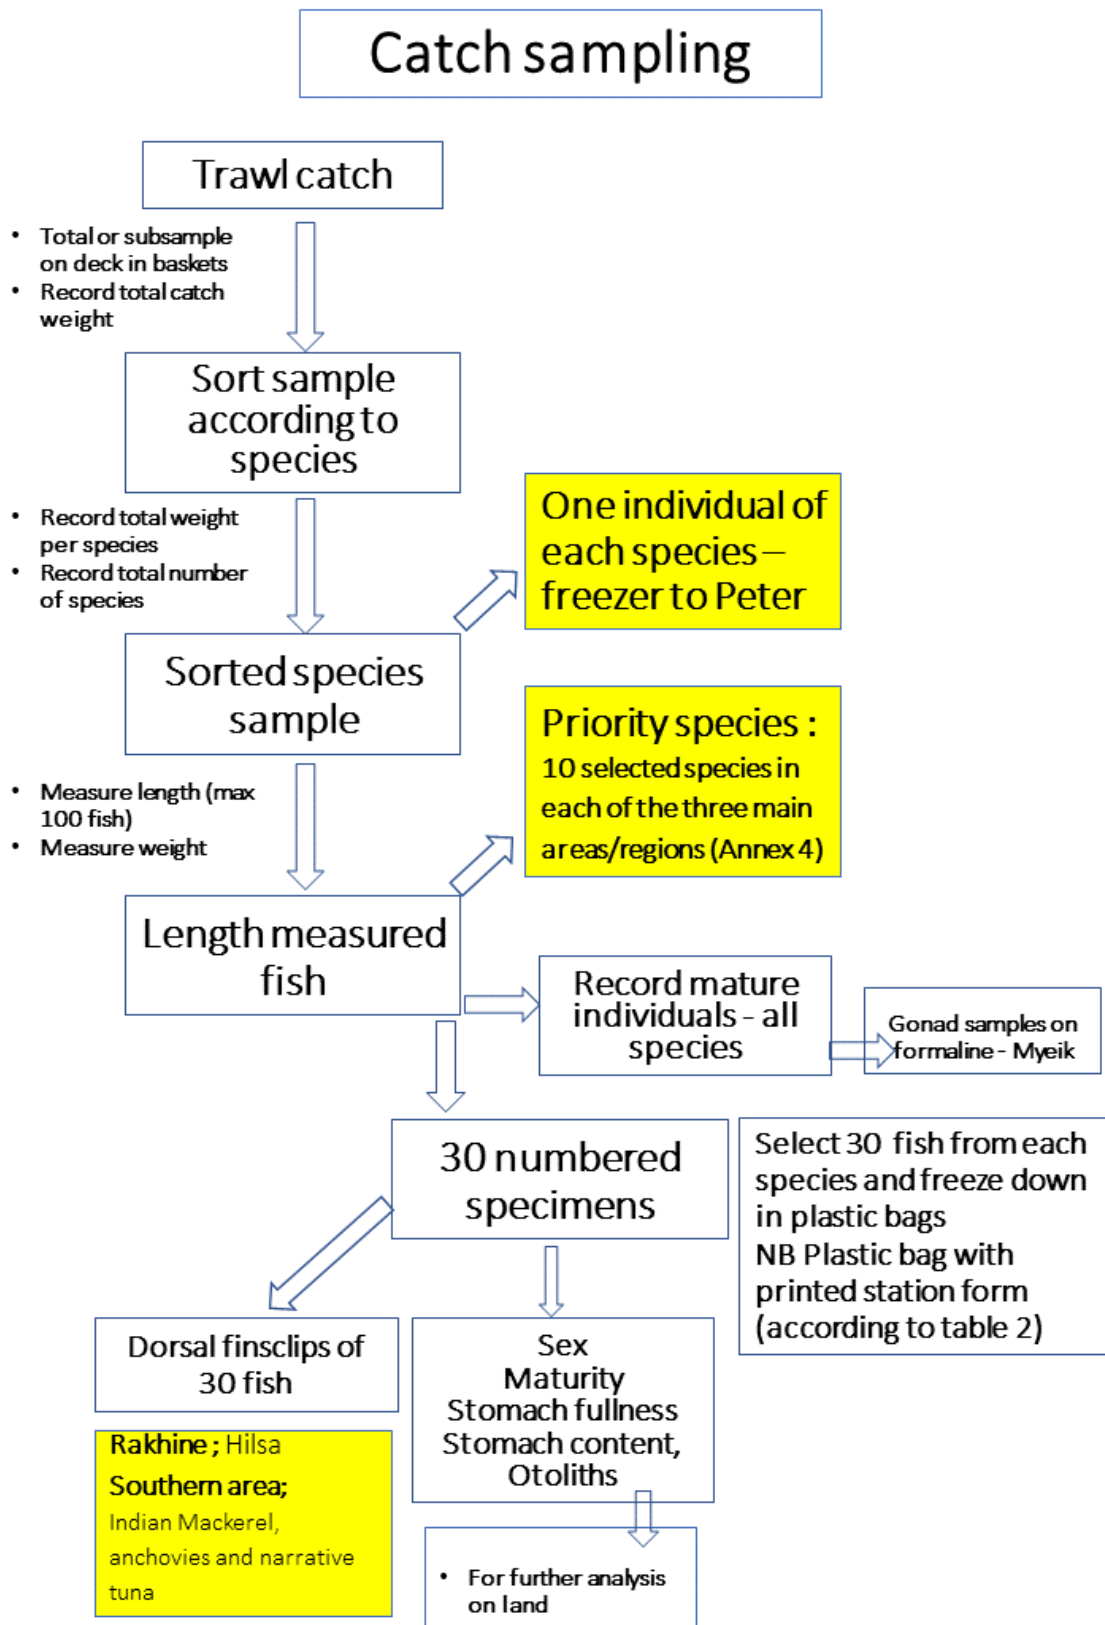 Catch sampling
Trawl catch
• Total or subsample
on deck in baskets
• Record total catch
weight
Sort sample
according to
species
• Record total weight
per species
• Record total number
of species
One individual of
each species –
freezer to Peter
Sorted species
sample
Priority species :
10 selected species in
each of the three main
areas/regions (Annex 4)
• Measure length (max
100 fish)
• Measure weight
Length measured
fish
Record mature
individuals - all
species
Gonad samples on
formaline - Myeik
30 numbered
specimens
Select 30 fish from each
species and freeze down
in plastic bags
NB Plastic bag with
printed station form
(according to table 2)
Dorsal finsclips of
30 fish
Rakhine ; Hilsa
Southern area;
Indian Mackerel,
anchovies and narrative
tuna
Sex
Maturity
Stomach fullness
Stomach content,
Otoliths
• For further analysis
on land